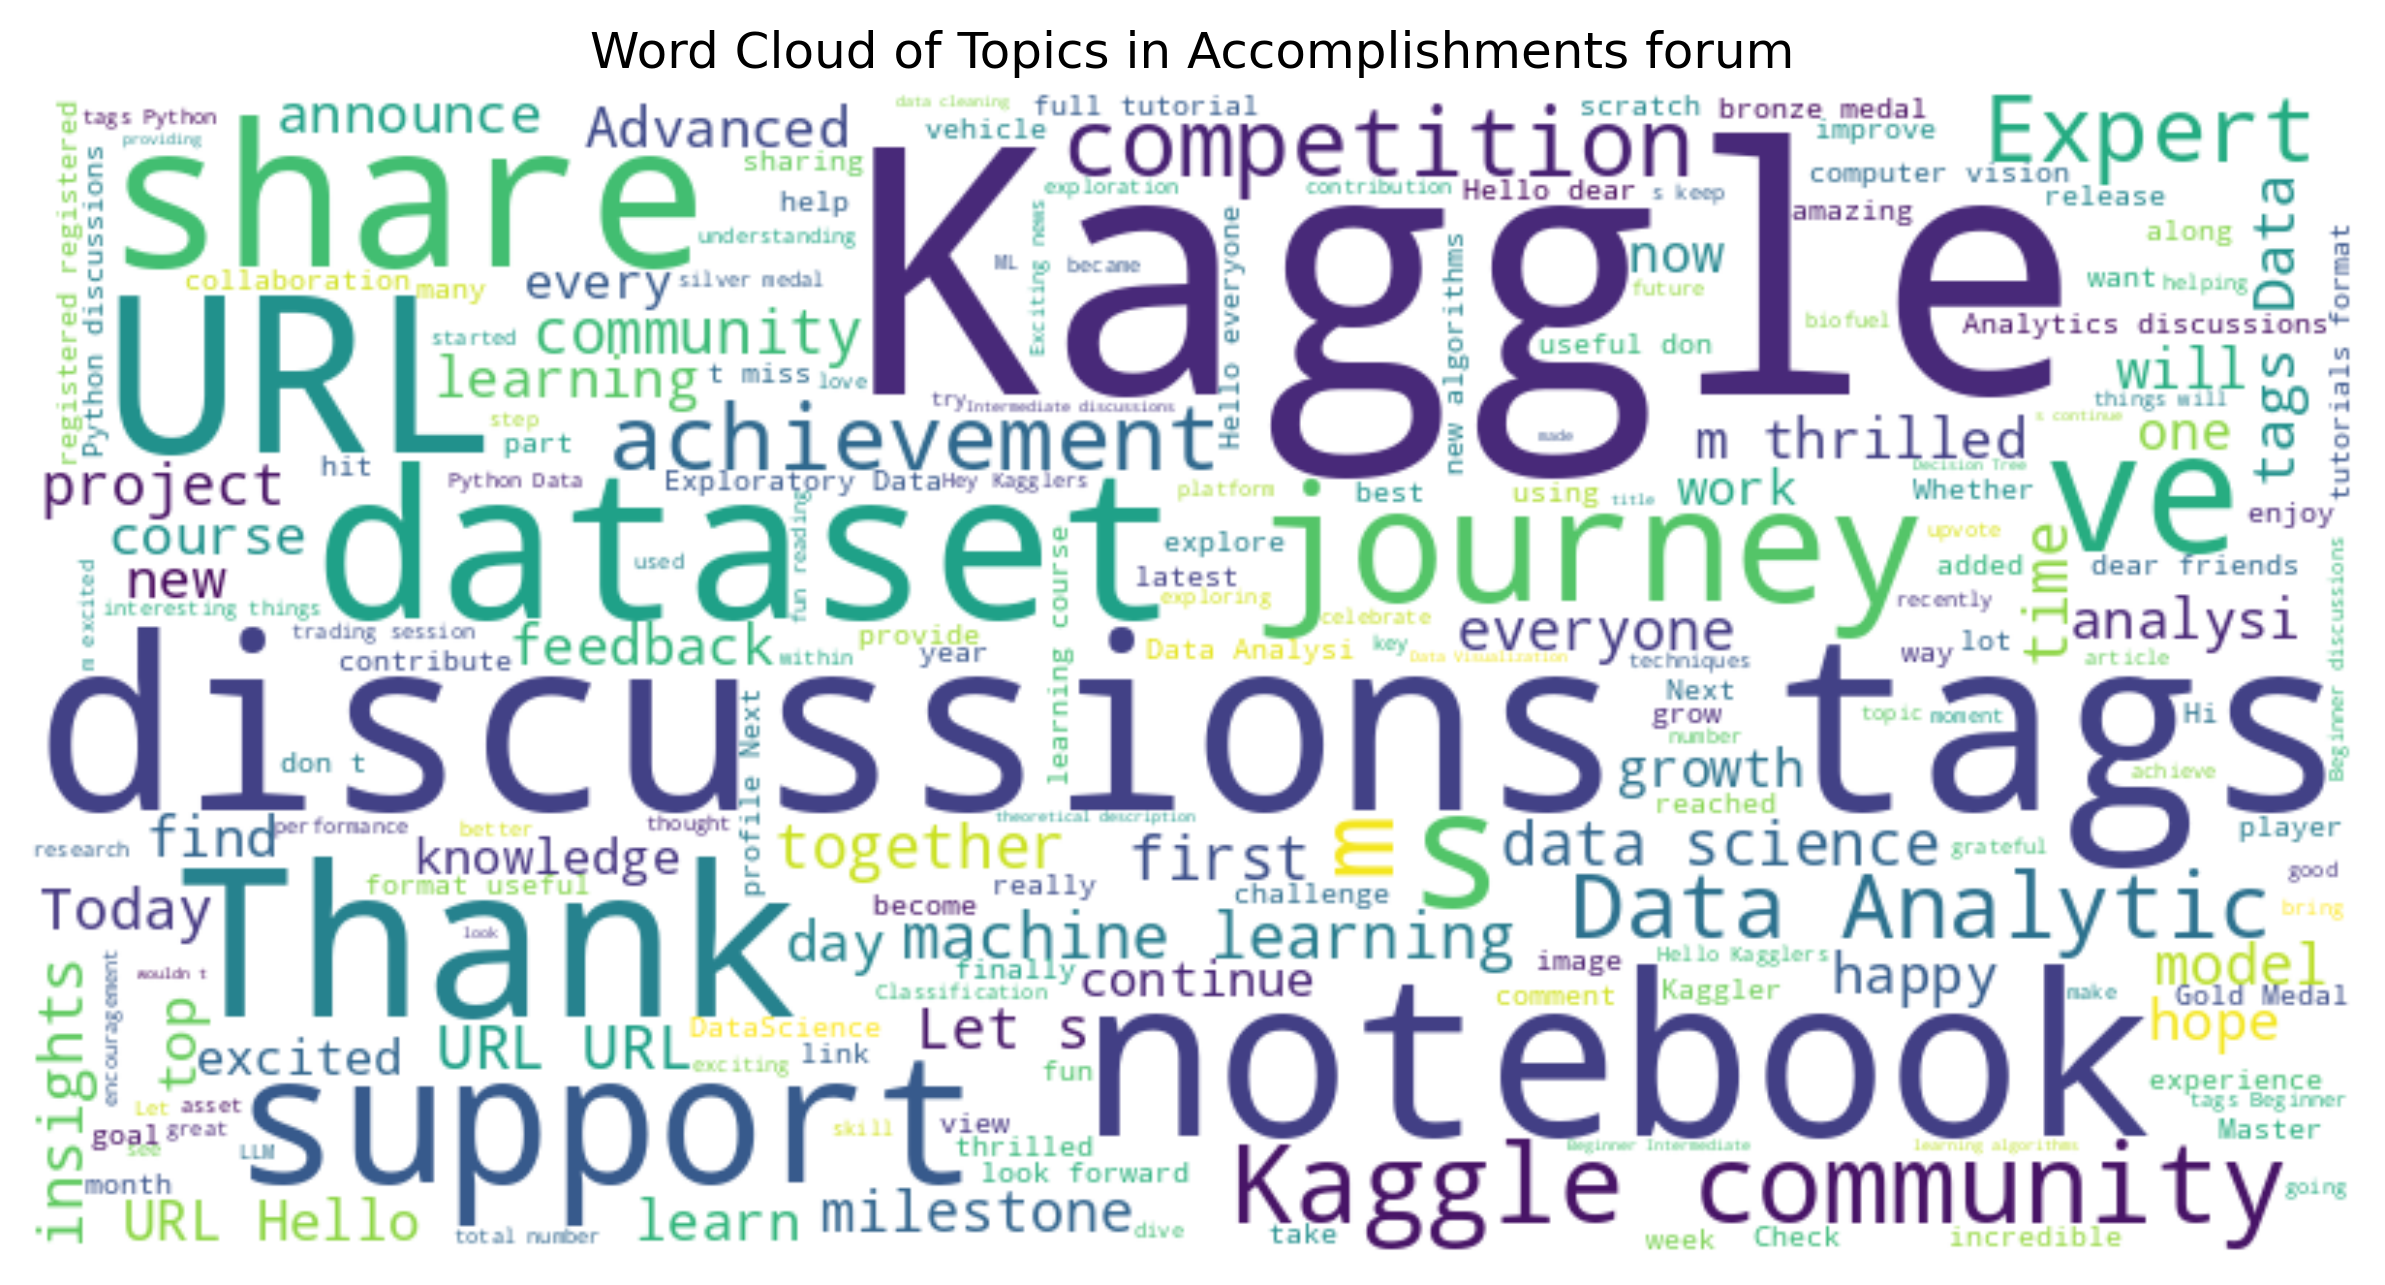 Word Cloud of Topics in Accomplishments forum
registered registered
tags Python
providing
Python discussions
announce
share
Advanced
sharing
help
understanding
data cleaning
vehicle
full tutorial
competition
exploration
contribution
scratch
bronze medal
improve
Hello dear
s keep
computer vision
Expert
release
amazing
along
tags Data
Kaggle
collaboration
many
every
silver medal
ML
became
Exciting news
Hello everyone
new algorithms
now
future
want
helping
tutorials format
URL
started
community
learning
t miss
love
useful don
biofuel
Analytics discussions
will
things will
step
part
try
Intermediate discussions
achievement
made
m thrilled
s continue
one
project
hit
Python Data
Exploratory Data
Hey Kagglers
platform
best
using
title
work
Decision Tree
Whether
ve
enjoy
course
dataset
used
fun reading
learning course
explore
journey
upvote
new
m excited
interesting things
latest
exploring
celebrate
added
time
dear friends
recently
analysi
Beginner discussions
trading session
contribute
feedback
within
provide
year
Data Analysi
key
Data Visualization
everyone
techniques
way
lot
article
discussions tags
Next
grow
number
topic
moment
Hi
don t
profile Next
growth
reached
achieve
research
find
performance
better
thought
theoretical description
together
first
m
s
data science
grateful
player
knowledge
Today
Thank
format useful
really
challenge
become
good
look
day
machine learning
Data Analytic
bring
insights
encouragement
wouldn t
top
finally
Classification
continue
image
Hello Kagglers
comment
Kaggler
happy
model
make
Gold Medal
excited
URL URL
DataScience
exciting
link
Let s
fun
notebook
hope
experience
tags Beginner
Let
asset
goal
great
see
LLM
support
skill
view
thrilled
look forward
Beginner Intermediate
learning algorithms
Master
month
URL Hello
total number
learn
milestone
dive
Kaggle community
take
week
Check
incredible
going